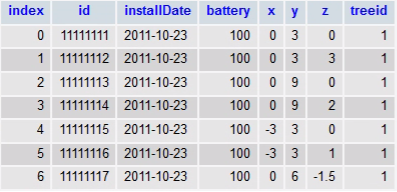 index id installDate battery x y z treeid
0 11111111 2011-10-23 100 0 3 0 1
1 11111112 2011-10-23 100 0 3 3 1
2 11111113 2011-10-23 100 0 9 0 1
3 11111114 2011-10-23 100 0 9 2 1
4 11111115 2011-10-23 100 -3 3 0 1
5 11111116 2011-10-23 100 -3 3 1 1
6 11111117 2011-10-23 100 0 6 -1.5 1